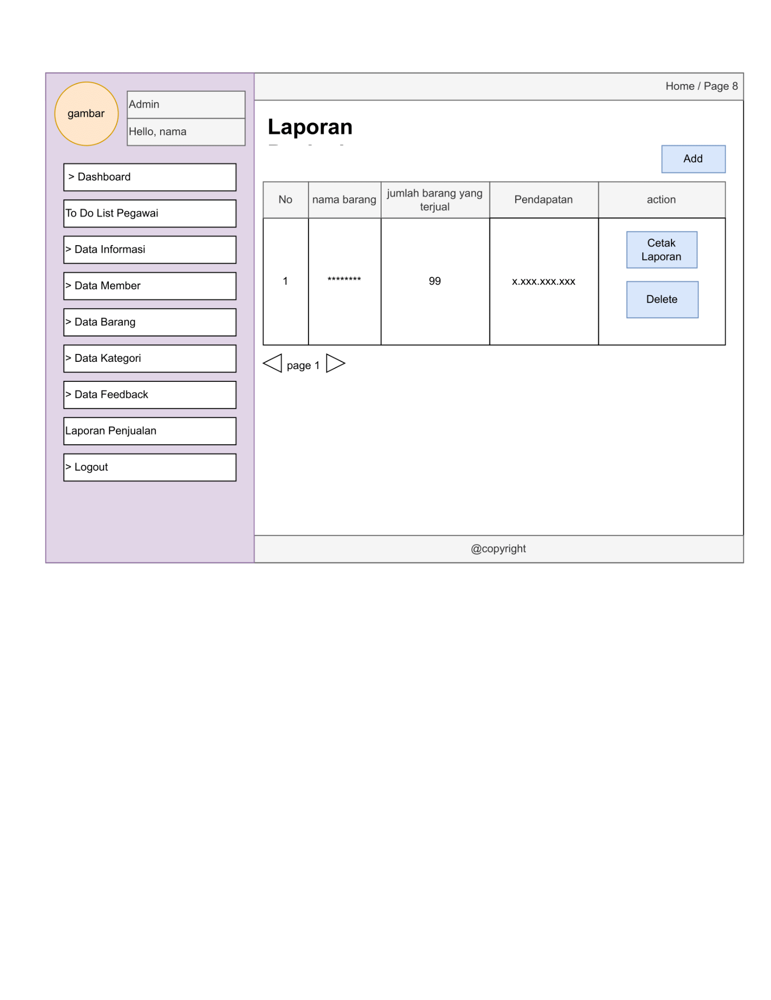 gambar
Admin
Hello, nama
> Dashboard
To Do List Pegawai
> Data Informasi
> Data Member
> Data Barang
> Data Kategori
> Data Feedback
Laporan Penjualan
> Logout
Home / Page 8
Laporan
Add
No
nama barang
jumlah barang yang
terjual
Pendapatan
action
1
********
99
x.xxx.xxx.xxx
Cetak
Laporan
Delete
page 1
@copyright